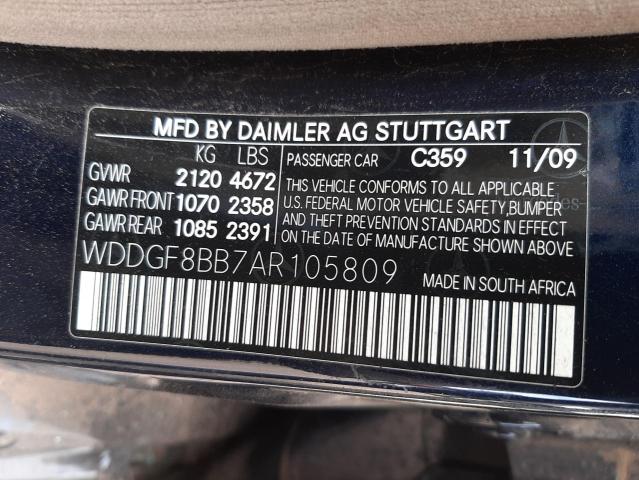 MFD BY DAIMLER AG STUTTGART
KG LBS
GVWR 2120 4672
GAWR FRONT 1070 2358
GAWR REAR 1085 2391
PASSENGER CAR C359 11/09
THIS VEHICLE CONFORMS TO ALL APPLICABLE
U.S. FEDERAL MOTOR VEHICLE SAFETY, BUMPER
AND THEFT PREVENTION STANDARDS IN EFFECT
ON THE DATE OF MANUFACTURE SHOWN ABOVE.
WDDGF8BB7AR105809
MADE IN SOUTH AFRICA